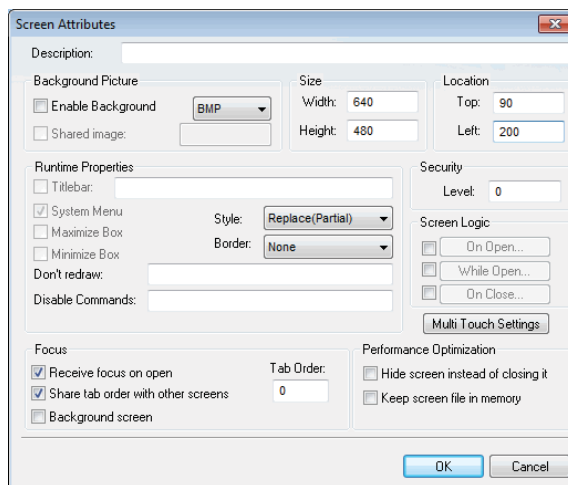 Screen Attributes
Description:
Background Picture
Enable Background
BMP
Shared image:
Size
Width: 640
Height: 480
Location
Top: 90
Left: 200
Runtime Properties
Titlebar:
System Menu
Maximize Box
Minimize Box
Style: Replace(Partial)
Border: None
Don't redraw:
Disable Commands:
Security
Level: 0
Screen Logic
On Open...
While Open...
On Close...
Multi Touch Settings
Focus
Receive focus on open
Share tab order with other screens
Background screen
Tab Order:
0
Performance Optimization
Hide screen instead of closing it
Keep screen file in memory
OK
Cancel